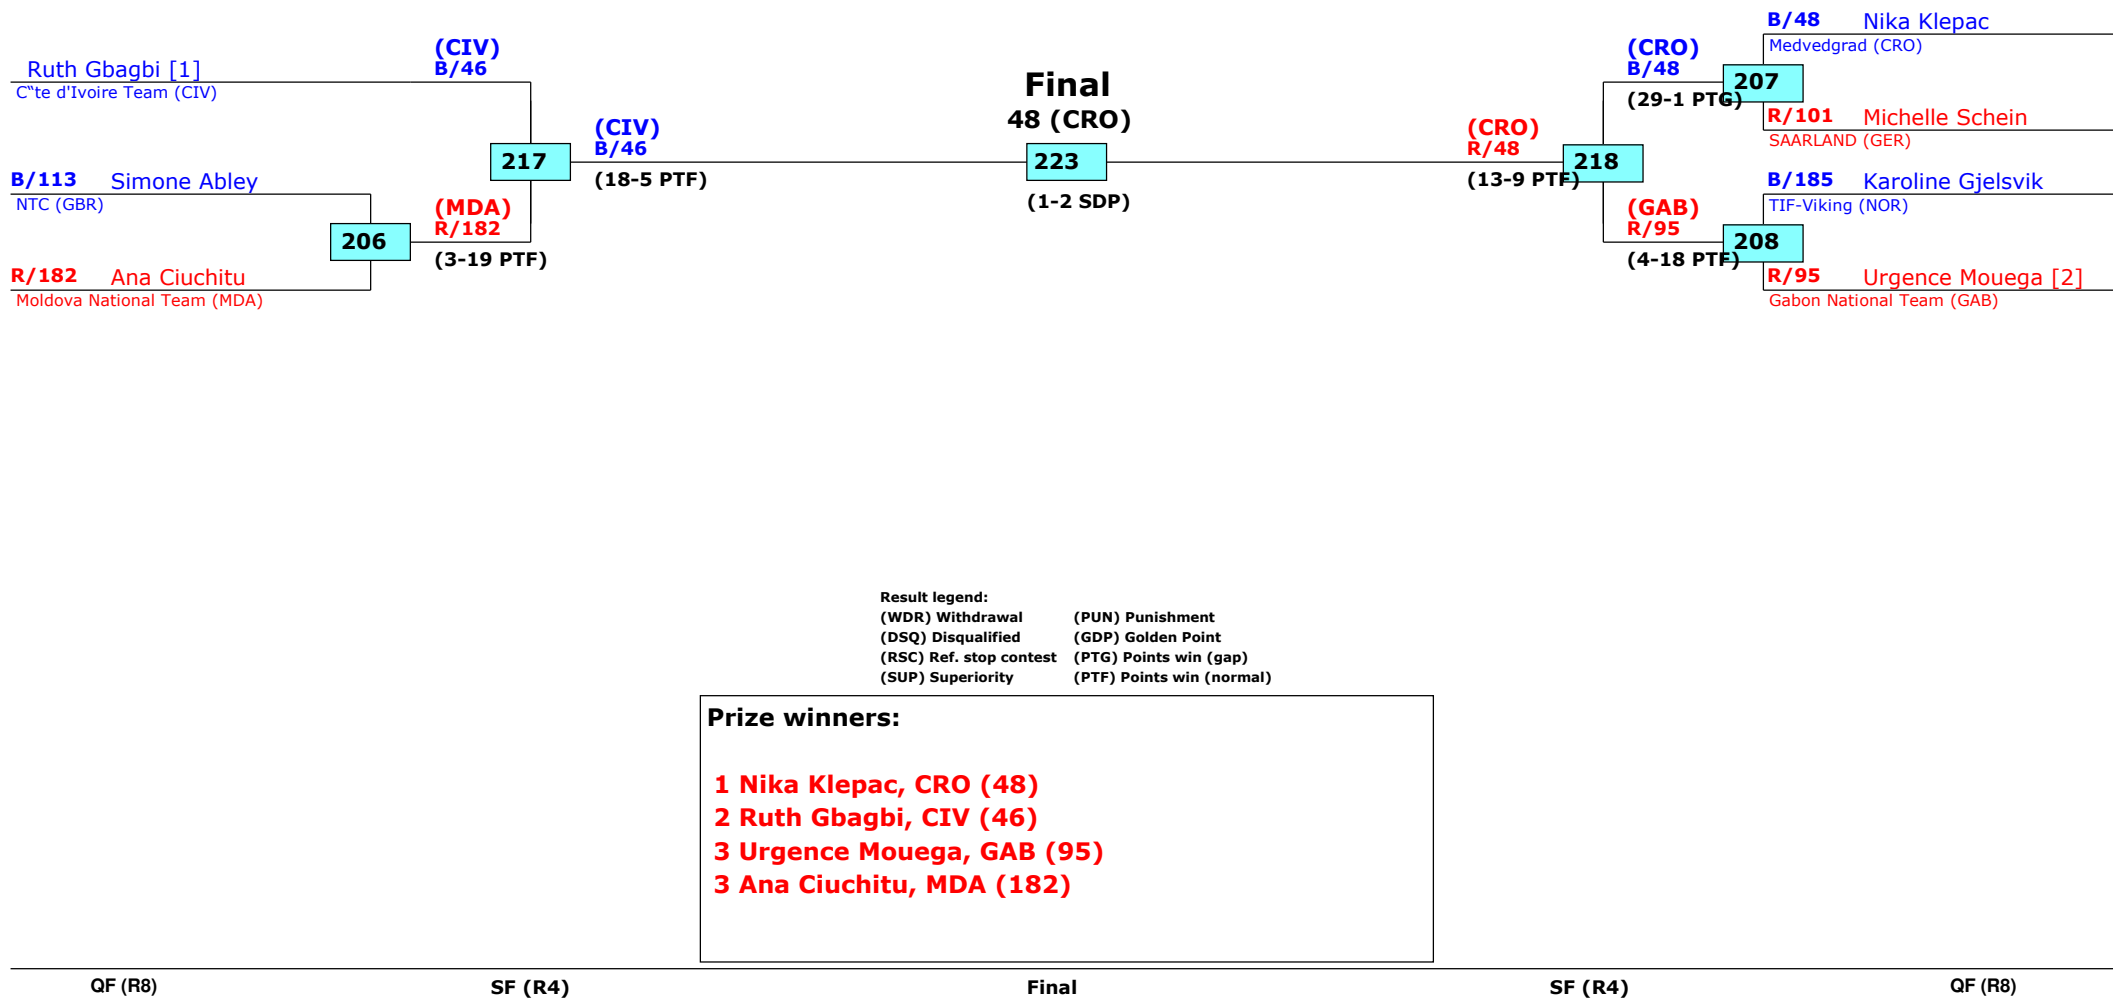 Ruth Gbagbi [1]
C‟te d'Ivoire Team (CIV)
B/113 Simone Abley
NTC (GBR)
206
R/182 Ana Ciuchitu
Moldova National Team (MDA)
(CIV)
B/46
217
(MDA)
R/182
(3-19 PTF)
(CIV)
B/46
(18-5 PTF)
Final
48 (CRO)
223
(1-2 SDP)
(CRO)
R/48
(13-9 PTF)
218
(CRO)
B/48
(29-1 PTG)
207
(GAB)
R/95
(4-18 PTF)
208
B/48 Nika Klepac
Medvedgrad (CRO)
R/101 Michelle Schein
SAARLAND (GER)
B/185 Karoline Gjelsvik
TIF-Viking (NOR)
R/95 Urgence Mouega [2]
Gabon National Team (GAB)
Result legend:
(WDR) Withdrawal (PUN) Punishment
(DSQ) Disqualified (GDP) Golden Point
(RSC) Ref. stop contest (PTG) Points win (gap)
(SUP) Superiority (PTF) Points win (normal)
Prize winners:
1 Nika Klepac, CRO (48)
2 Ruth Gbagbi, CIV (46)
3 Urgence Mouega, GAB (95)
3 Ana Ciuchitu, MDA (182)
QF (R8) SF (R4) Final SF (R4) QF (R8)